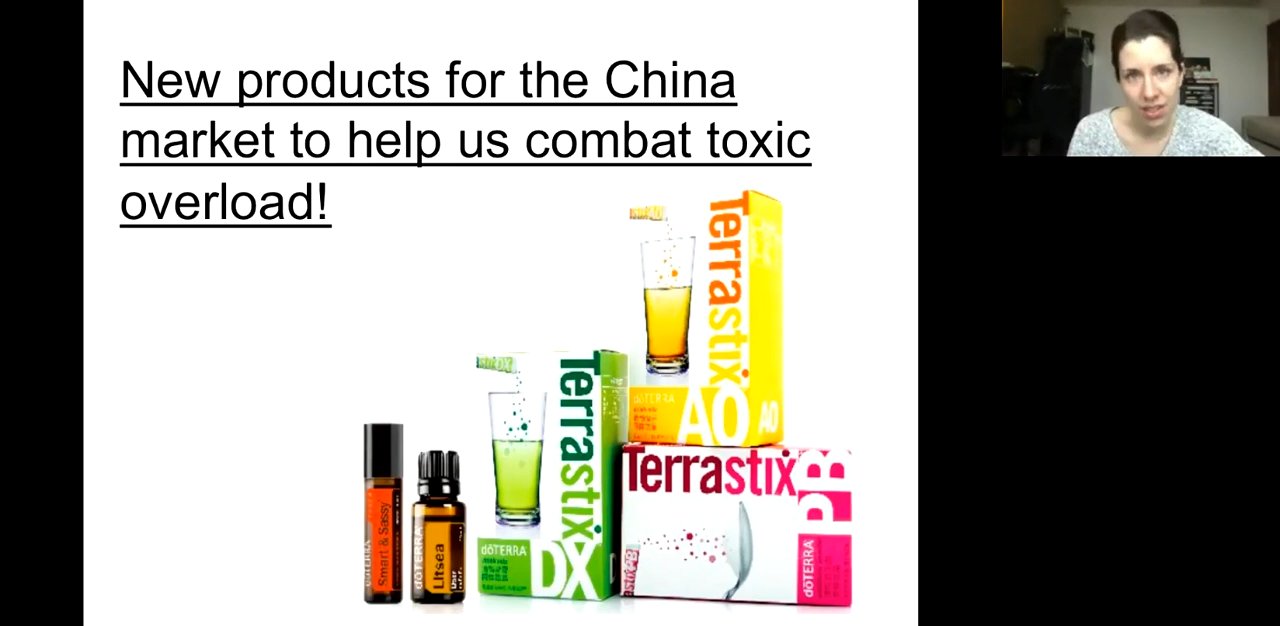 New products for the China
market to help us combat toxic
overload!
Terrastix
AO
AO
dōTERRA
Terrastix
DX
dōTERRA
Terrastix
PB
dōTERRA
Smart & Sassy
dōTERRA
Litsea
dōTERRA